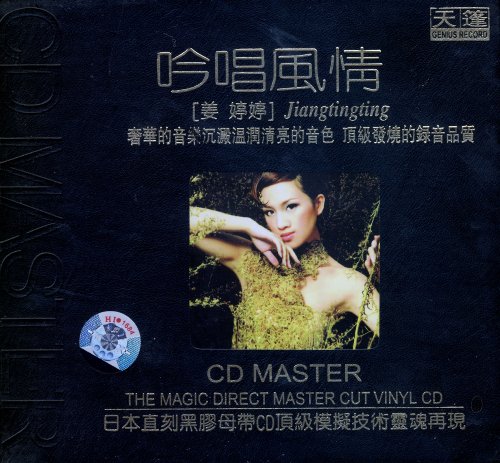 天蓬
GENIUS RECORD
CD MASTER
吟唱風情
[姜 婷婷] Jiangtingting
奢華的音樂沉澱溫潤清亮的音色 頂級發燒的錄音品質
CD MASTER
THE MAGIC DIRECT MASTER CUT VINYL CD
日本直刻黑膠母帶CD頂級模擬技術靈魂再現